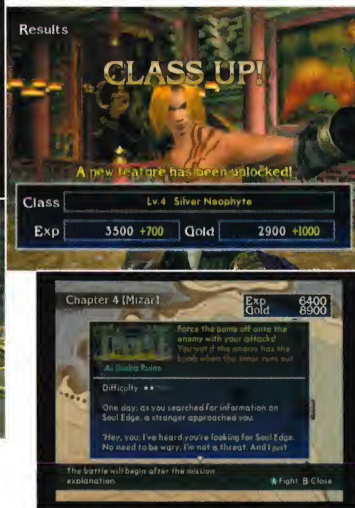 Results
CLASS UP!
A new feature has been unlocked!
Class Lv.4 Silver Neophyte
Exp 3500 +700 Gold 2900 +1000
Chapter 4 [Mizar]
Exp 6400
Gold 8900
Force the bomb off onto the
enemy with your attacks!
You win if the enemy has the
bomb when the timer runs out
Ruins
Difficulty ★★
One day, as you searched for information on
Soul Edge, a stranger approached you.
"Hey, you, I've heard you're looking for Soul Edge.
No need to be wary, I'm not a threat. And I just
The battle will begin after the mission
explanation.
A Fight B Close